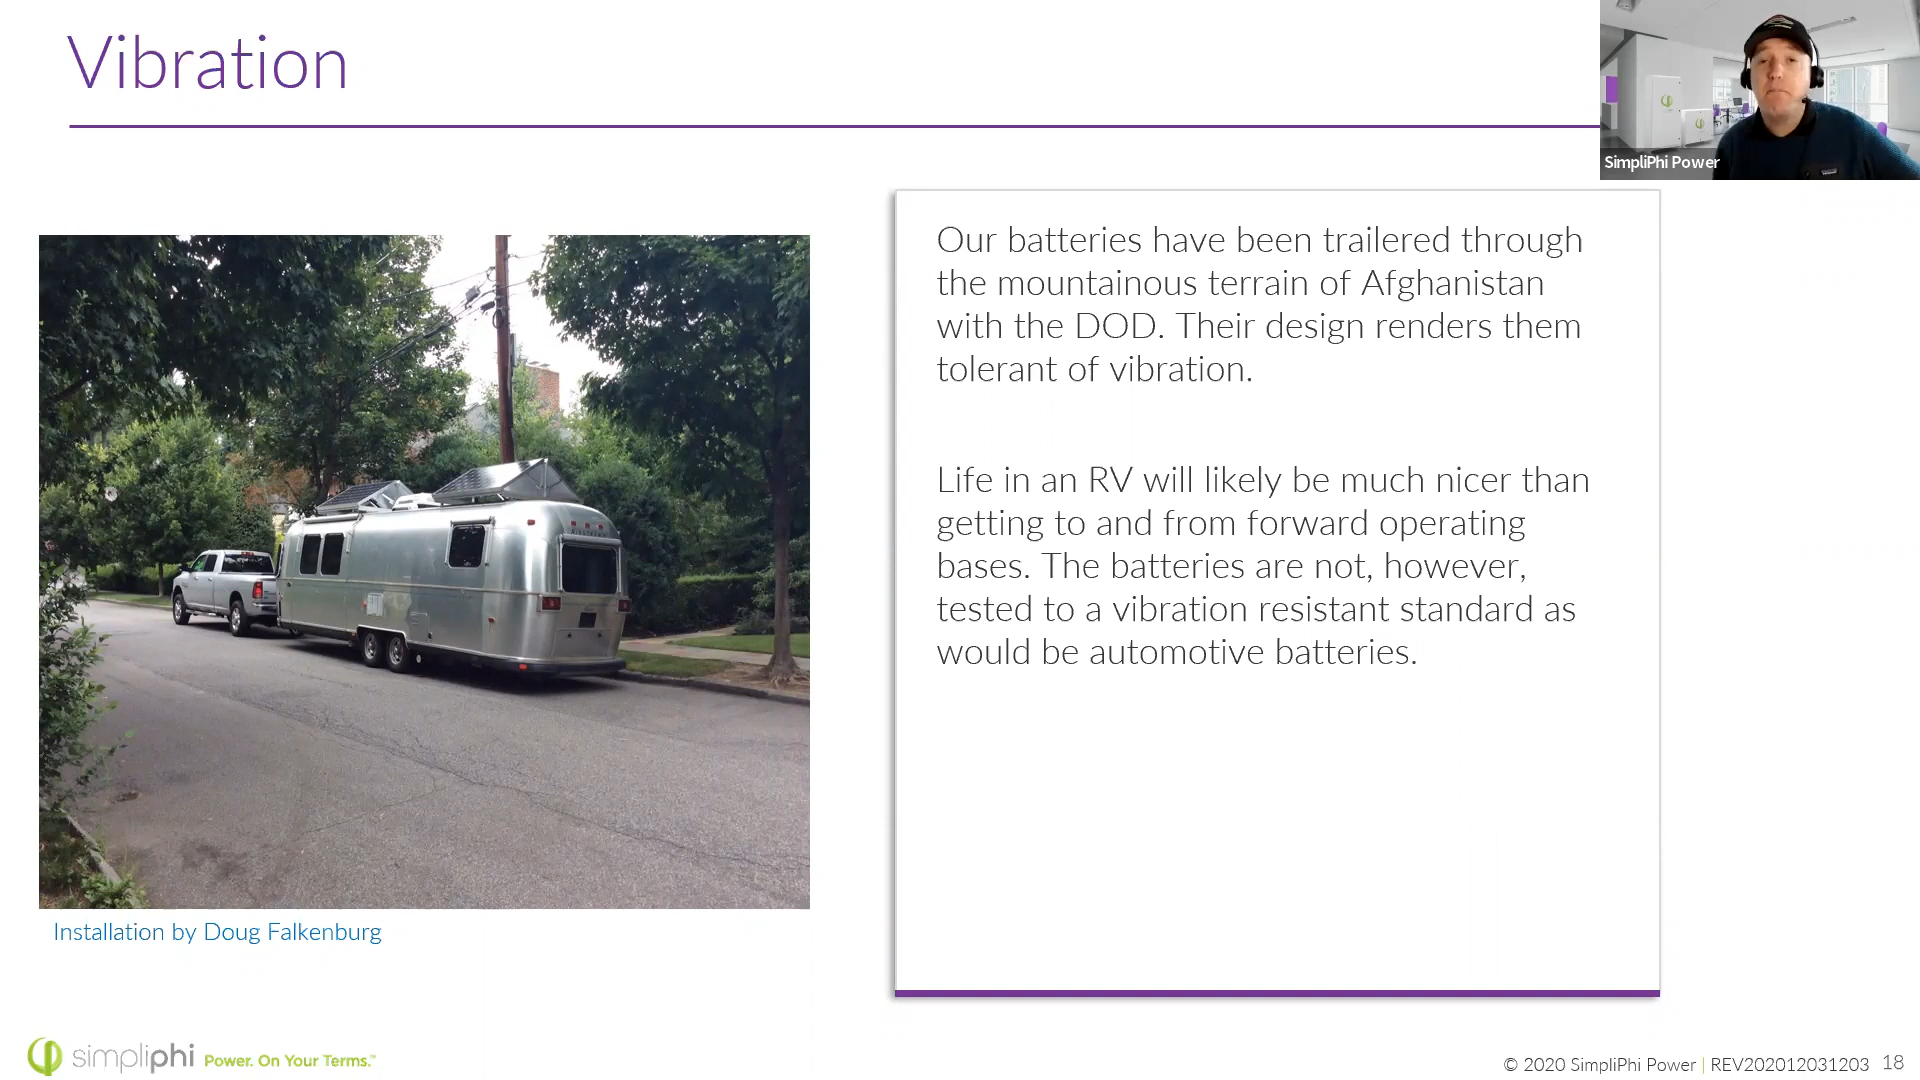 Vibration
SimpliPhi Power
Our batteries have been trailered through
the mountainous terrain of Afghanistan
with the DOD. Their design renders them
tolerant of vibration.
Life in an RV will likely be much nicer than
getting to and from forward operating
bases. The batteries are not, however,
tested to a vibration resistant standard as
would be automotive batteries.
Installation by Doug Falkenburg
simpliphi Power. On Your Terms.™
© 2020 SimpliPhi Power | REV202012031203 18